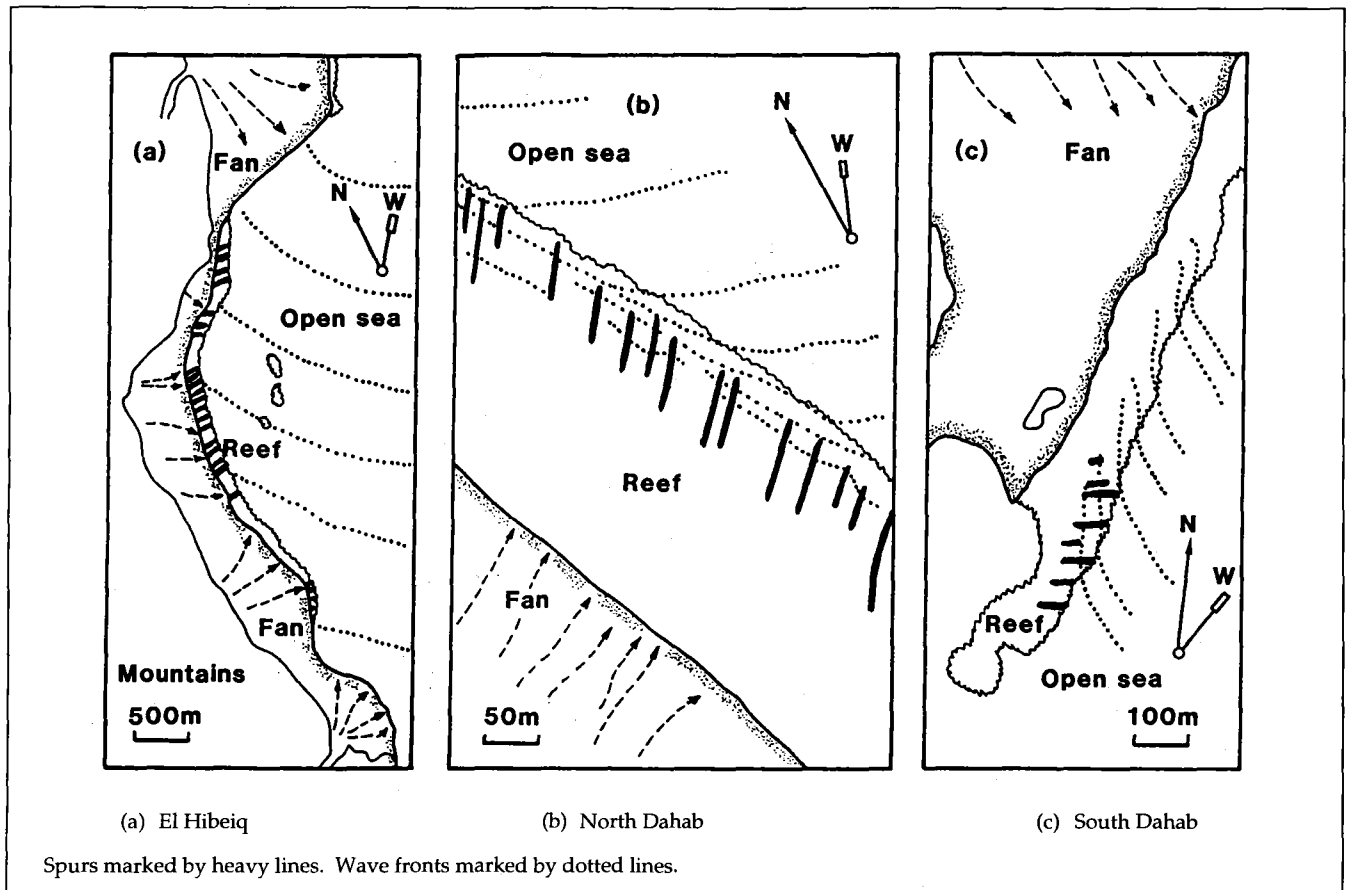 (a)
Fan
N
W
Open sea
Reef
Fan
Mountains
500m
(b)
Open sea
N
W
Reef
Fan
50m
(c)
Fan
N
W
Reef
Open sea
100m
(a) El Hibeiq
(b) North Dahab
(c) South Dahab
Spurs marked by heavy lines. Wave fronts marked by dotted lines.